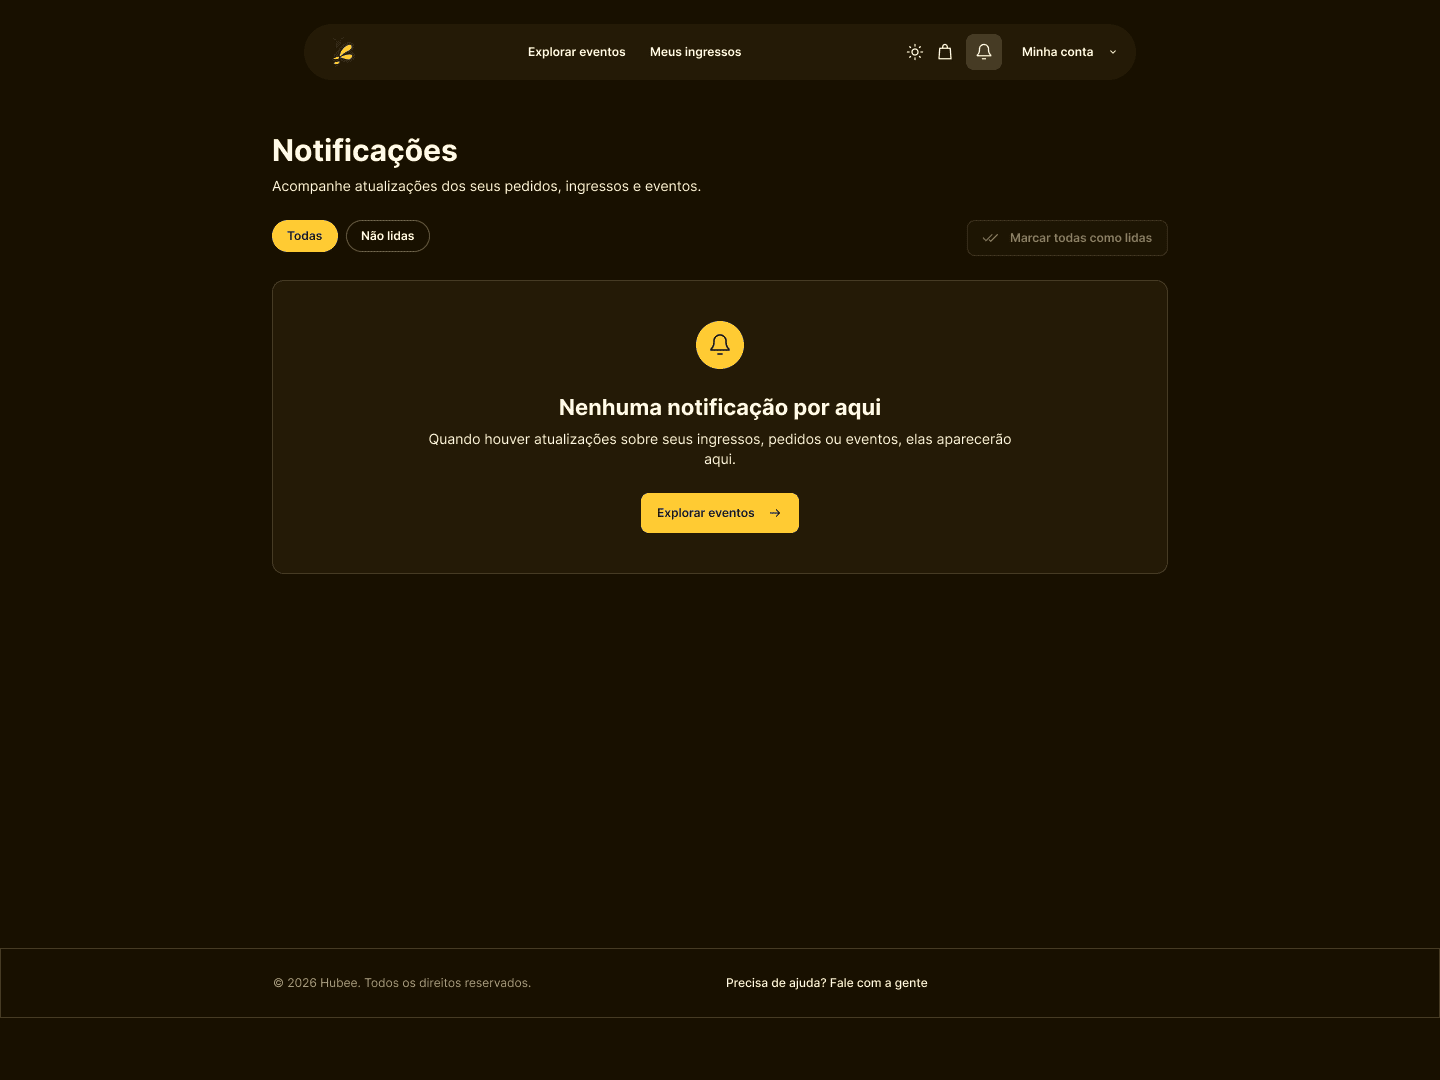 Explorar eventos
Meus ingressos
Minha conta
Notificações
Acompanhe atualizações dos seus pedidos, ingressos e eventos.
Todas
Não lidas
Marcar todas como lidas
Nenhuma notificação por aqui
Quando houver atualizações sobre seus ingressos, pedidos ou eventos, elas aparecerão
aqui.
Explorar eventos
© 2026 Hubee. Todos os direitos reservados.
Precisa de ajuda? Fale com a gente